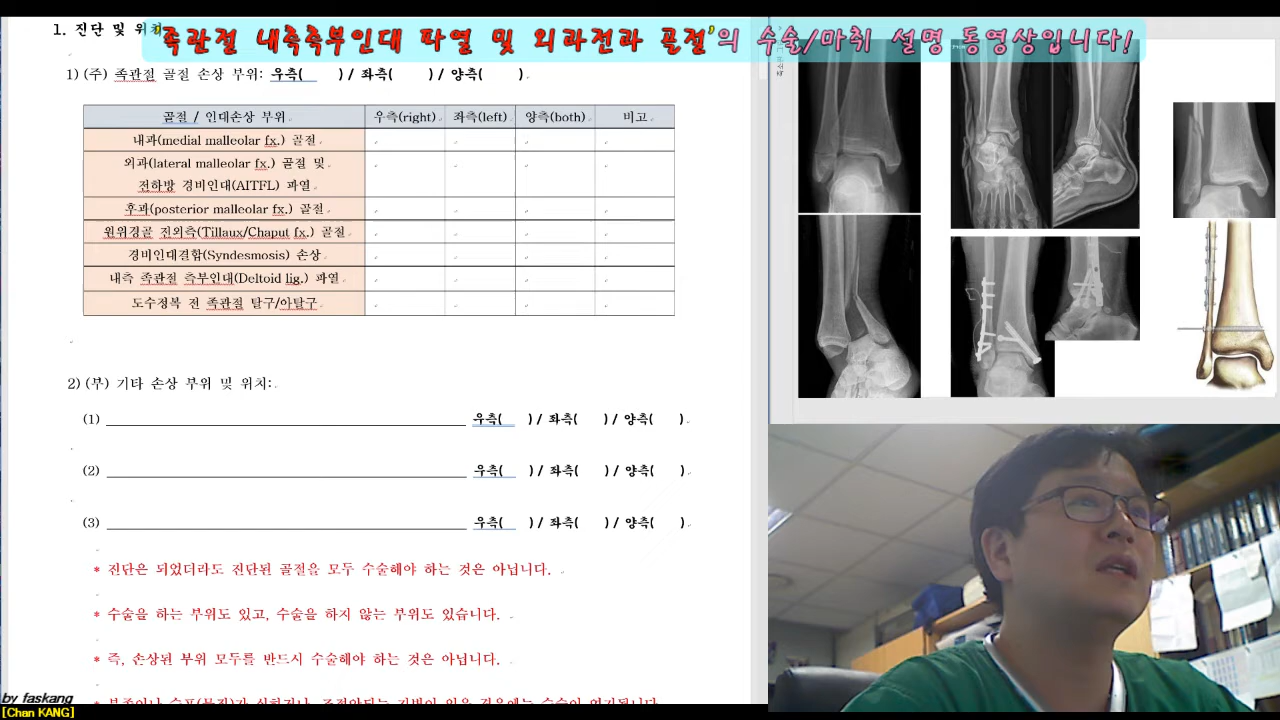 1. 진단 및 위치
'족관절 내측측부인대 파열 및 외과전과 골절'의 수술/마취 설명 동영상입니다!
1) (주) 족관절 골절 손상 부위: 우측( ) / 좌측( ) / 양측( ).
골절 / 인대손상 부위 우측(right) 좌측(left) 양측(both) 비고
내과(medial malleolar fx.) 골절
외과(lateral malleolar fx.) 골절 및
전하방 경비인대(AITFL) 파열
후과(posterior malleolar fx.) 골절
원위경골 전외측(Tillaux/Chaput fx.) 골절
경비인대결합(Syndesmosis) 손상
내측 족관절 측부인대(Deltoid lig.) 파열
도수정복 전 족관절 탈구/아탈구
2) (부) 기타 손상 부위 및 위치:
(1) 우측( ) / 좌측( ) / 양측( )
(2) 우측( ) / 좌측( ) / 양측( )
(3) 우측( ) / 좌측( ) / 양측( )
* 진단은 되었더라도 진단된 골절을 모두 수술해야 하는 것은 아닙니다.
* 수술을 하는 부위도 있고, 수술을 하지 않는 부위도 있습니다.
* 즉, 손상된 부위 모두를 반드시 수술해야 하는 것은 아닙니다.
by faskang
[Chan KANG]